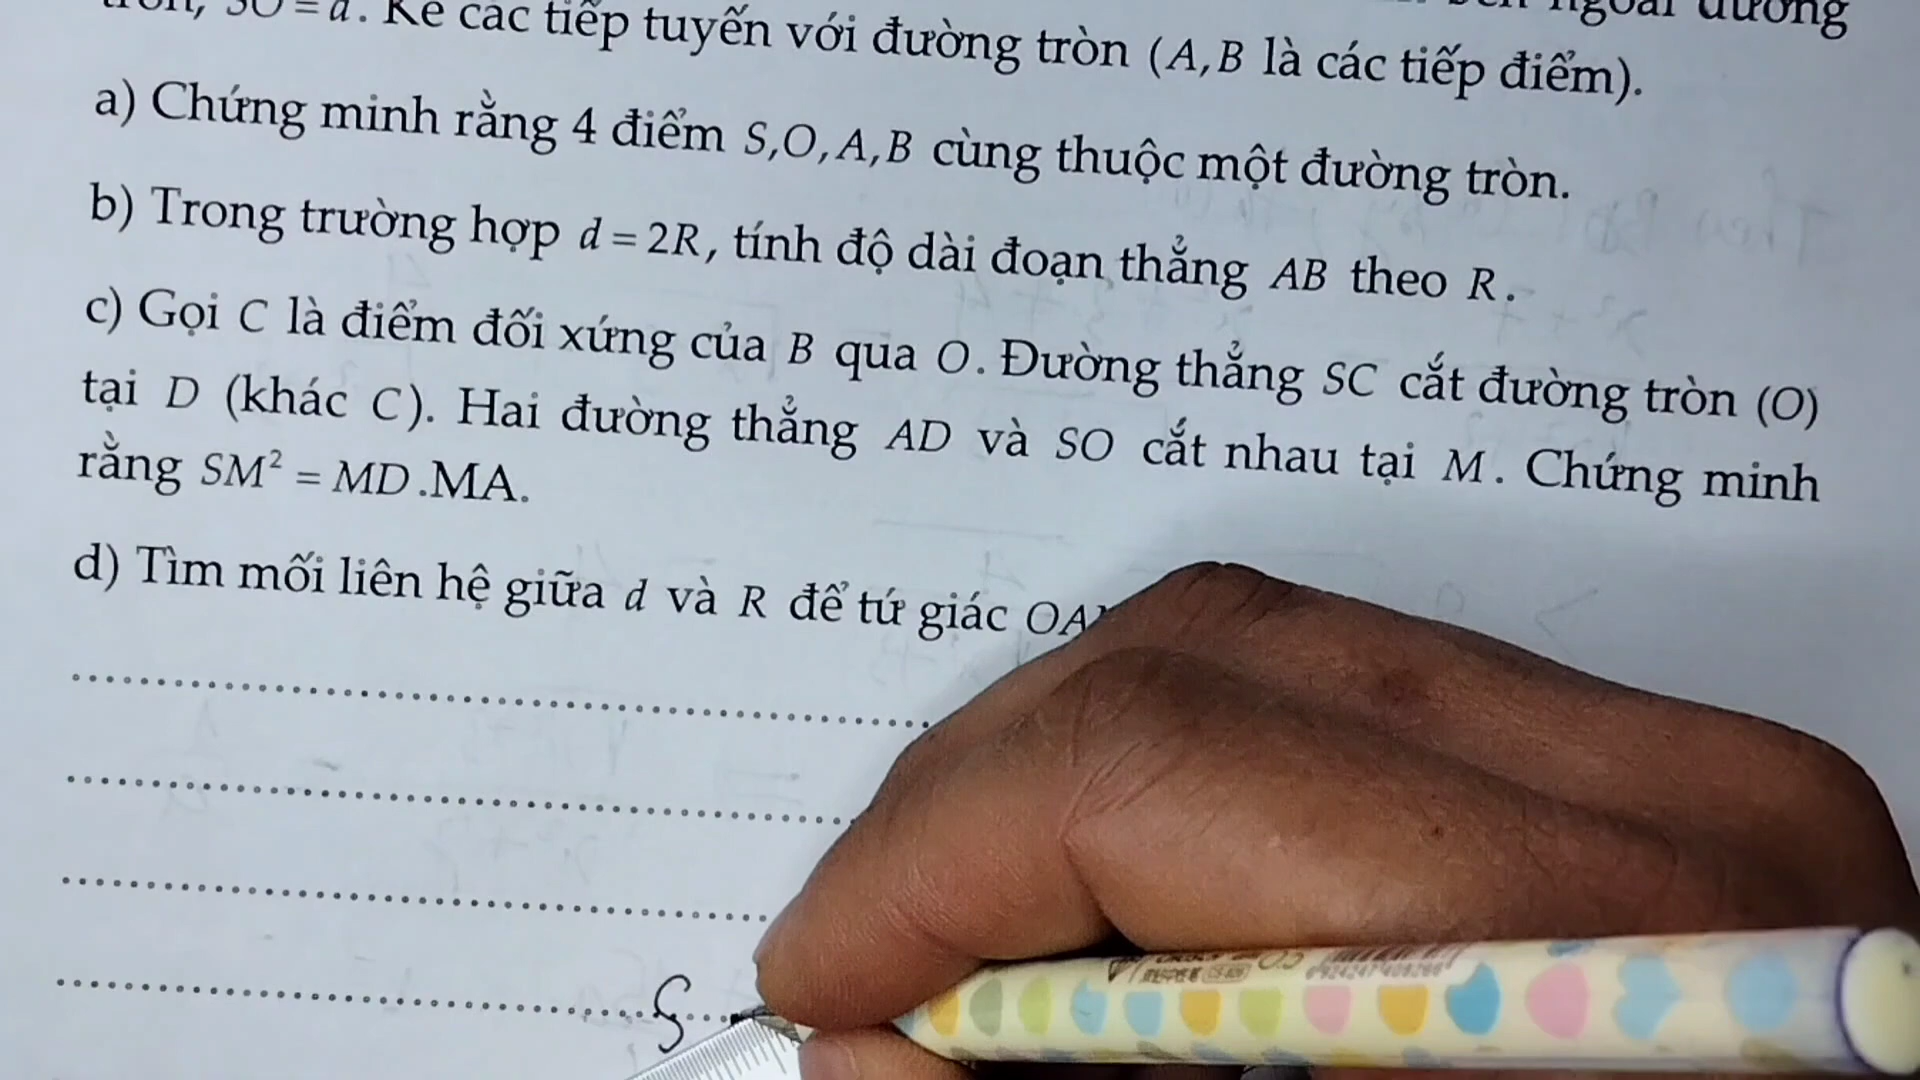 SO = d. Kẻ các tiếp tuyến với đường tròn (A,B là các tiếp điểm).
a) Chứng minh rằng 4 điểm S,O,A,B cùng thuộc một đường tròn.
b) Trong trường hợp d = 2R, tính độ dài đoạn thẳng AB theo R.
c) Gọi C là điểm đối xứng của B qua O. Đường thẳng SC cắt đường tròn (O)
tại D (khác C). Hai đường thẳng AD và SO cắt nhau tại M. Chứng minh
rằng SM² = MD.MA.
d) Tìm mối liên hệ giữa d và R để tứ giác OA
S